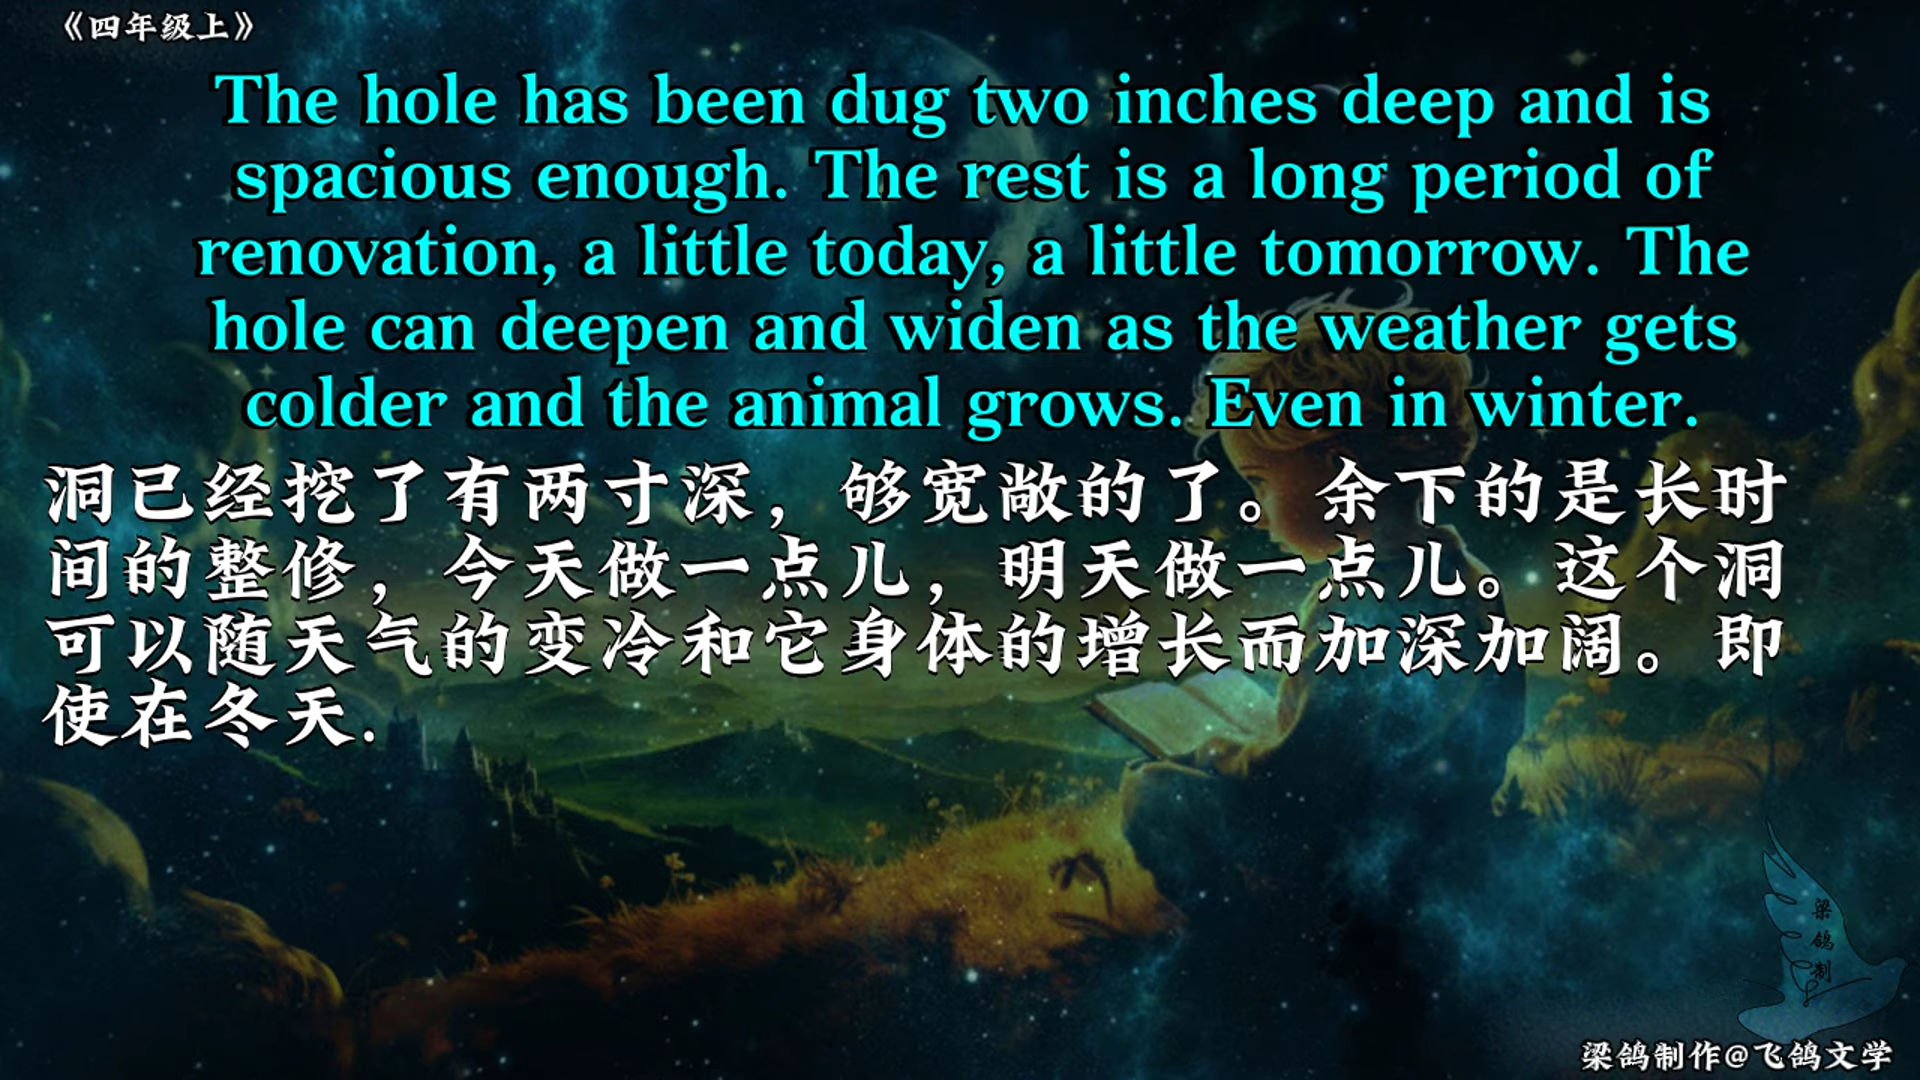 《四年级上》
The hole has been dug two inches deep and is
spacious enough. The rest is a long period of
renovation, a little today, a little tomorrow. The
hole can deepen and widen as the weather gets
colder and the animal grows. Even in winter.
洞已经挖了有两寸深，够宽敞的了。余下的是长时
间的整修，今天做一点儿，明天做一点儿。这个洞
可以随天气的变冷和它身体的增长而加深加阔。即
使在冬天.
梁
鸽
制
梁鸽制作@飞鸽文学